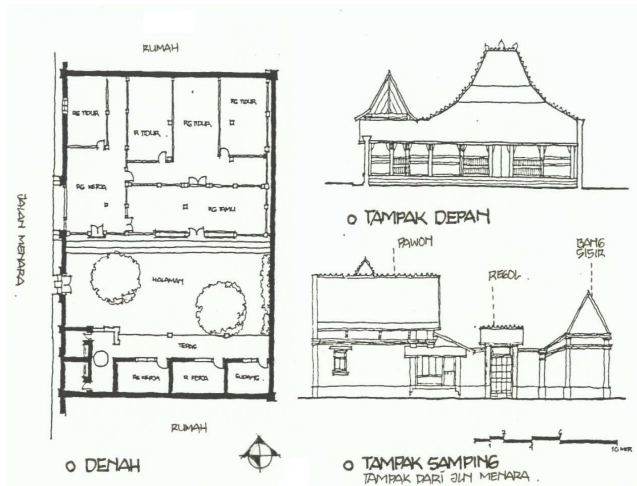 RUMAH
RG TIDUR
R TIDUR
RG TIDUR
RG TIDUR
RG KERJA
RG TAMU
JALAN MENARA
HALAMAN
TERAS
RG KERJA
R KERJA
GUDANG
RUMAH
O DENAH
O TAMPAK DEPAN
PAWON
REGOL
BANG
SISIR
O TAMPAK SAMPING
TAMPAK DARI JLN MENARA.
10 MTR